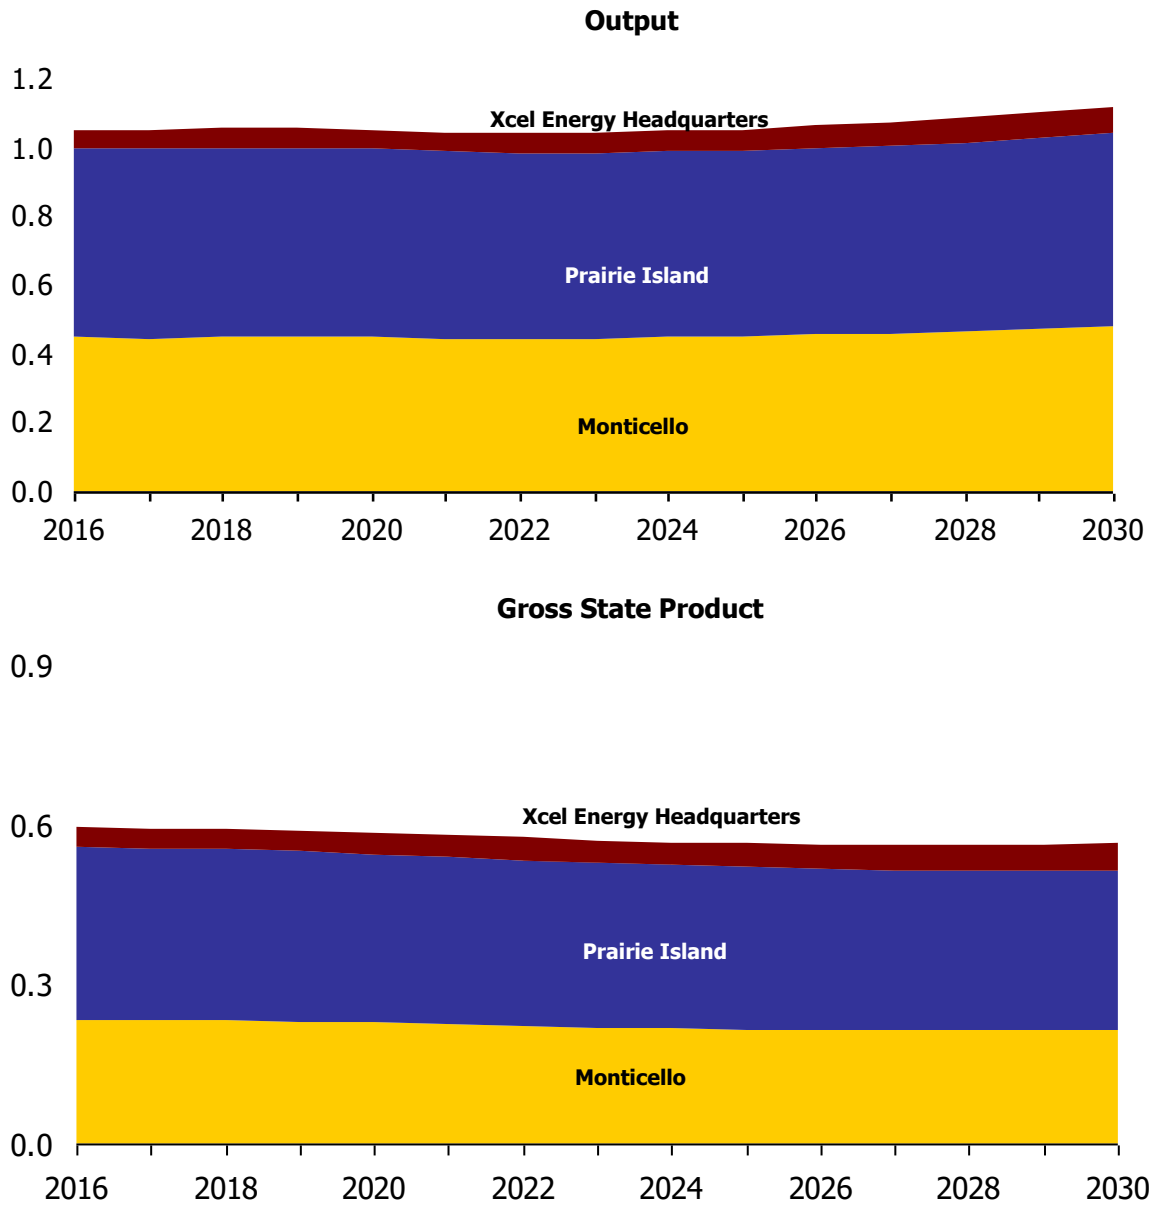 Output
1.2
Xcel Energy Headquarters
1.0
0.8
Prairie Island
0.6
0.4
Monticello
0.2
0.0
2016 2018 2020 2022 2024 2026 2028 2030
Gross State Product
0.9
Xcel Energy Headquarters
0.6
Prairie Island
0.3
Monticello
0.0
2016 2018 2020 2022 2024 2026 2028 2030